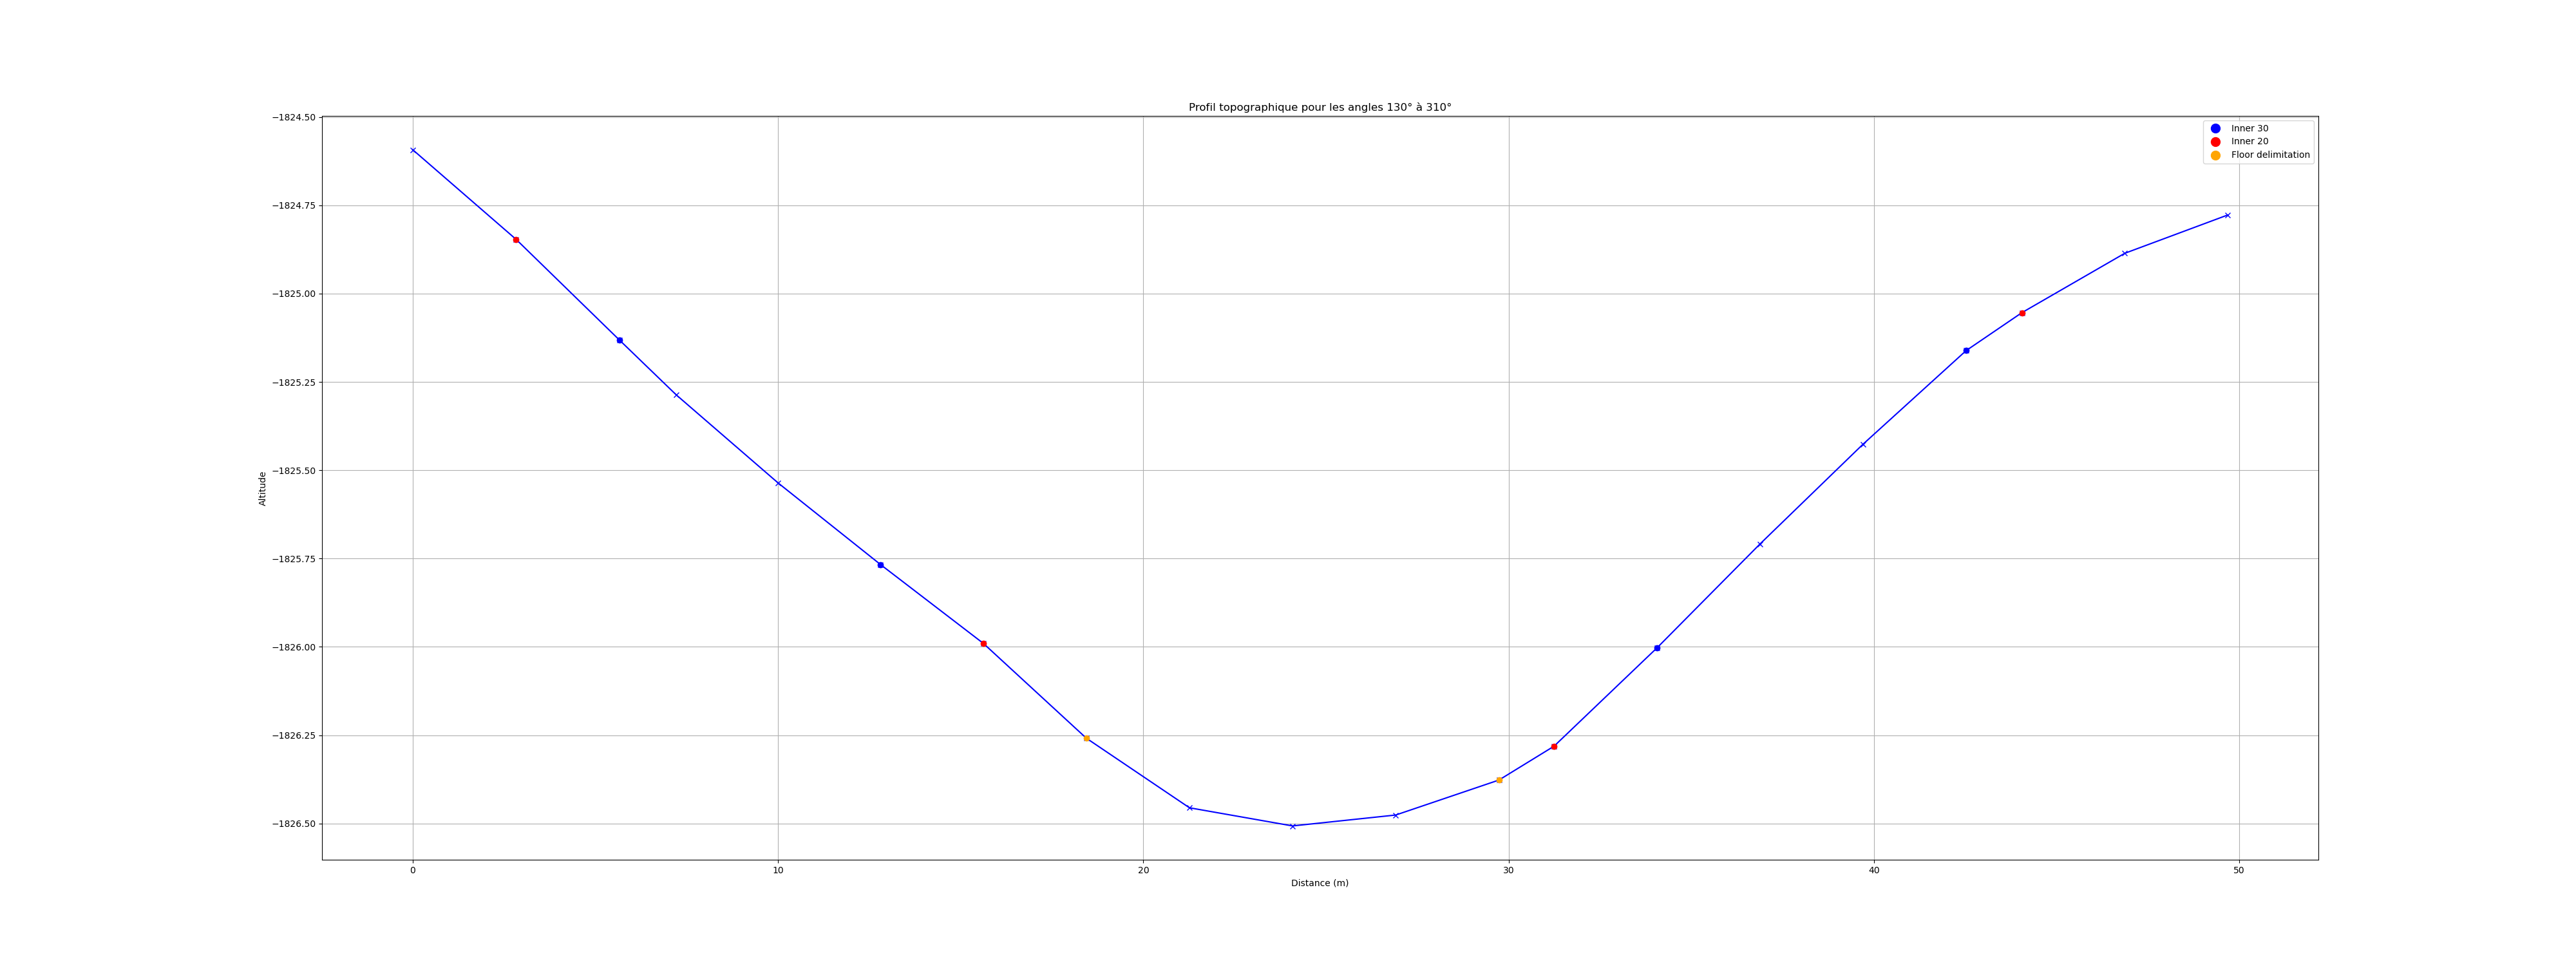 Profil topographique pour les angles 130° à 310°
Inner 30
Inner 20
Floor delimitation
−1824.50
−1824.75
−1825.00
−1825.25
−1825.50
−1825.75
−1826.00
−1826.25
−1826.50
Altitude
0 10 20 30 40 50
Distance (m)